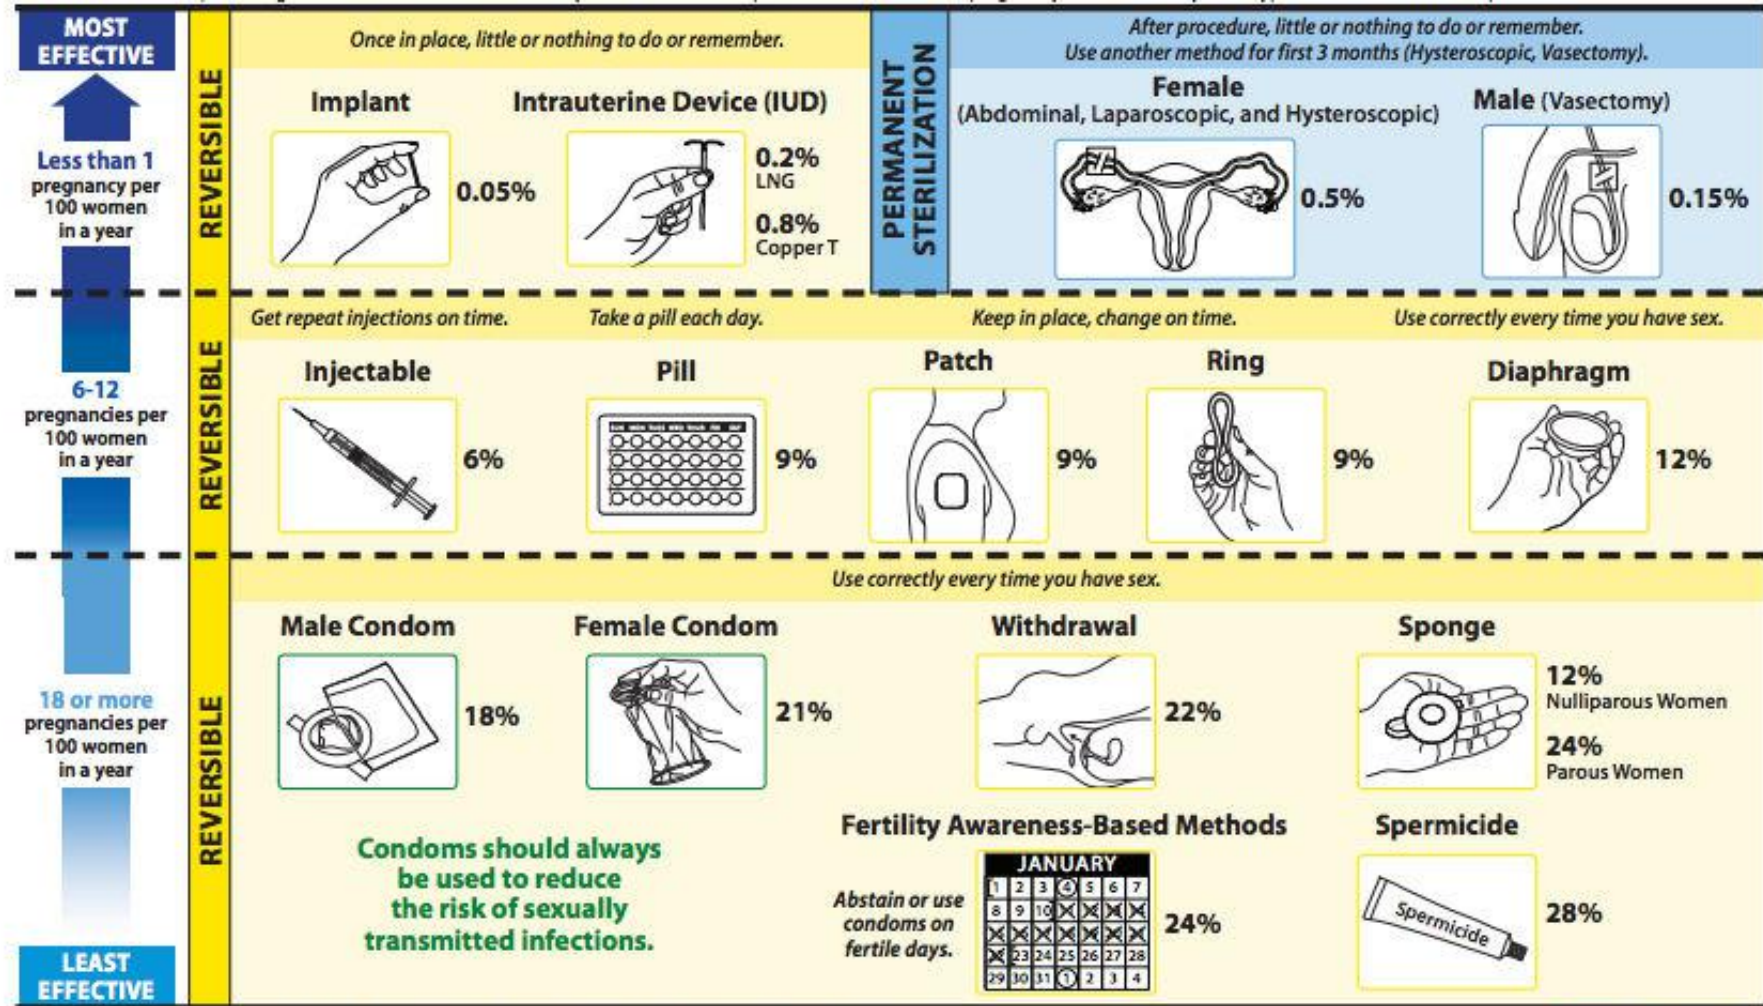 MOST
EFFECTIVE
Less than 1
pregnancy per
100 women
in a year
6-12
pregnancies per
100 women
in a year
18 or more
pregnancies per
100 women
in a year
LEAST
EFFECTIVE
REVERSIBLE
Once in place, little or nothing to do or remember.
Implant
0.05%
Intrauterine Device (IUD)
0.2%
LNG
0.8%
Copper T
PERMANENT
STERILIZATION
After procedure, little or nothing to do or remember.
Use another method for first 3 months (Hysteroscopic, Vasectomy).
Female
(Abdominal, Laparoscopic, and Hysteroscopic)
0.5%
Male (Vasectomy)
0.15%
REVERSIBLE
Get repeat injections on time.
Take a pill each day.
Keep in place, change on time.
Use correctly every time you have sex.
Injectable
6%
Pill
9%
Patch
9%
Ring
9%
Diaphragm
12%
REVERSIBLE
Use correctly every time you have sex.
Male Condom
18%
Female Condom
21%
Withdrawal
22%
Sponge
12%
Nulliparous Women
24%
Parous Women
Condoms should always
be used to reduce
the risk of sexually
transmitted infections.
Fertility Awareness-Based Methods
Abstain or use
condoms on
fertile days.
JANUARY
1 2 3 4 5 6 7
8 9 10
23 24 25 26 27 28
29 30 31 1 2 3 4
24%
Spermicide
Spermicide
28%